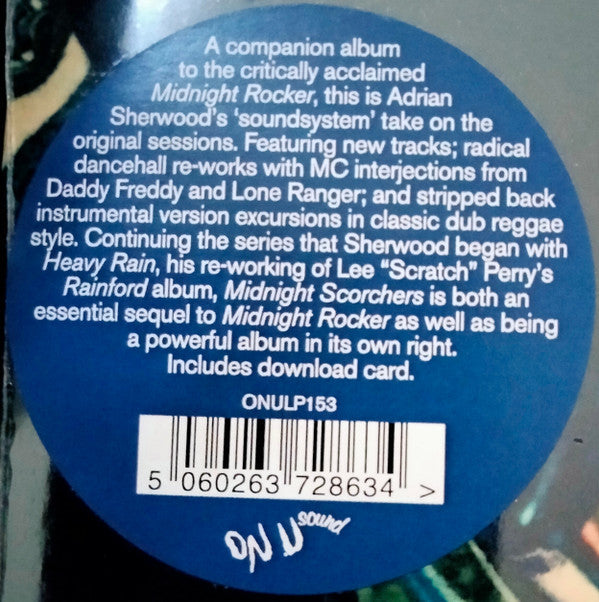 A companion album
to the critically acclaimed
Midnight Rocker, this is Adrian
Sherwood's 'soundsystem' take on the
original sessions. Featuring new tracks; radical
dancehall re-works with MC interjections from
Daddy Freddy and Lone Ranger; and stripped back
instrumental version excursions in classic dub reggae
style. Continuing the series that Sherwood began with
Heavy Rain, his re-working of Lee "Scratch" Perry's
Rainford album, Midnight Scorchers is both an
essential sequel to Midnight Rocker as well as being
a powerful album in its own right.
Includes download card.
ONULP153
5 060263 728634 >
ON U sound